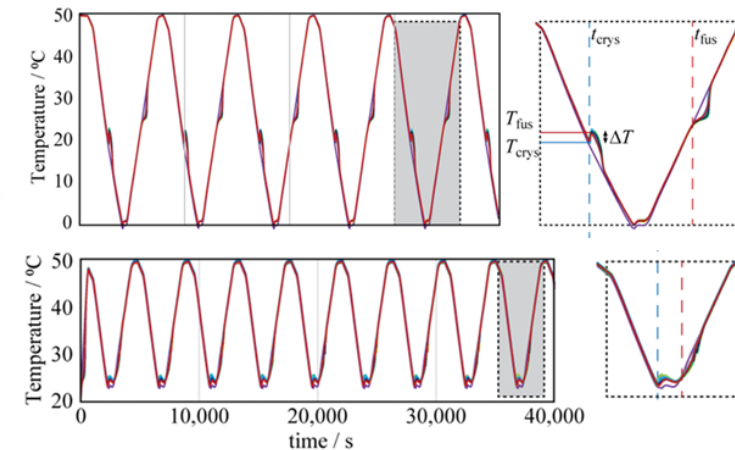 50
40
30
20
10
0
Temperature / ºC
t_crys
t_fus
T_fus
T_crys
ΔT
50
40
30
20
Temperature / ºC
0
10,000
20,000
30,000
40,000
time / s